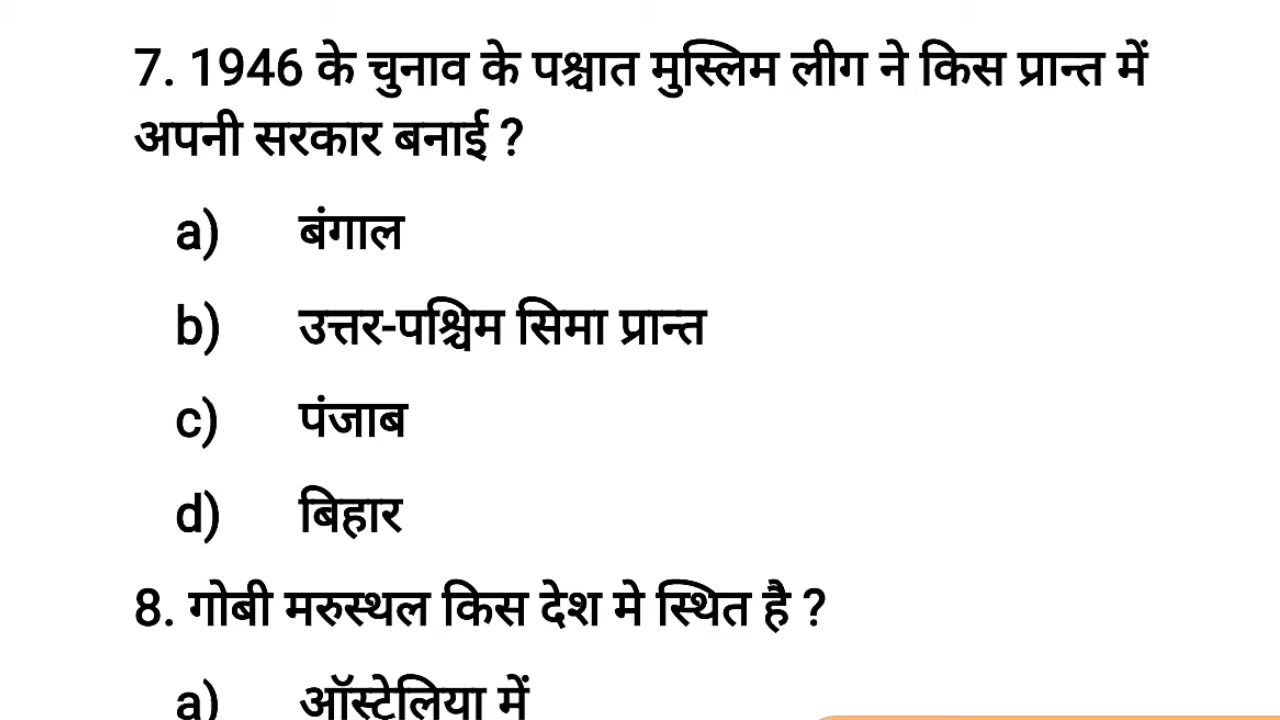 7. 1946 के चुनाव के पश्चात मुस्लिम लीग ने किस प्रान्त में
अपनी सरकार बनाई ?
a) बंगाल
b) उत्तर-पश्चिम सिमा प्रान्त
c) पंजाब
d) बिहार
8. गोबी मरुस्थल किस देश मे स्थित है ?
a) ऑस्टेलिया में